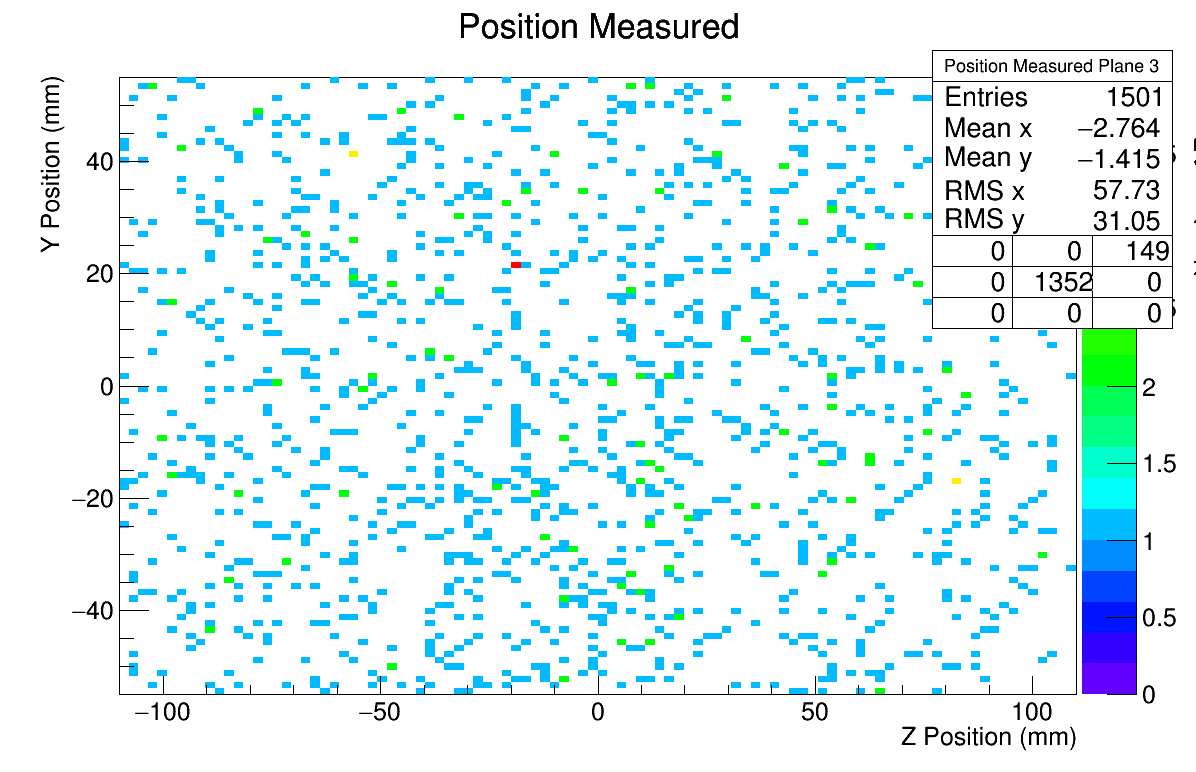 Position Measured
Y Position (mm)
Position Measured Plane 3
Entries 1501
Mean x −2.764
Mean y −1.415
RMS x 57.73
RMS y 31.05
0 0 149
0 1352 0
0 0 0
40
20
0
−20
−40
2
1.5
1
0.5
0
−100 −50 0 50 100
Z Position (mm)